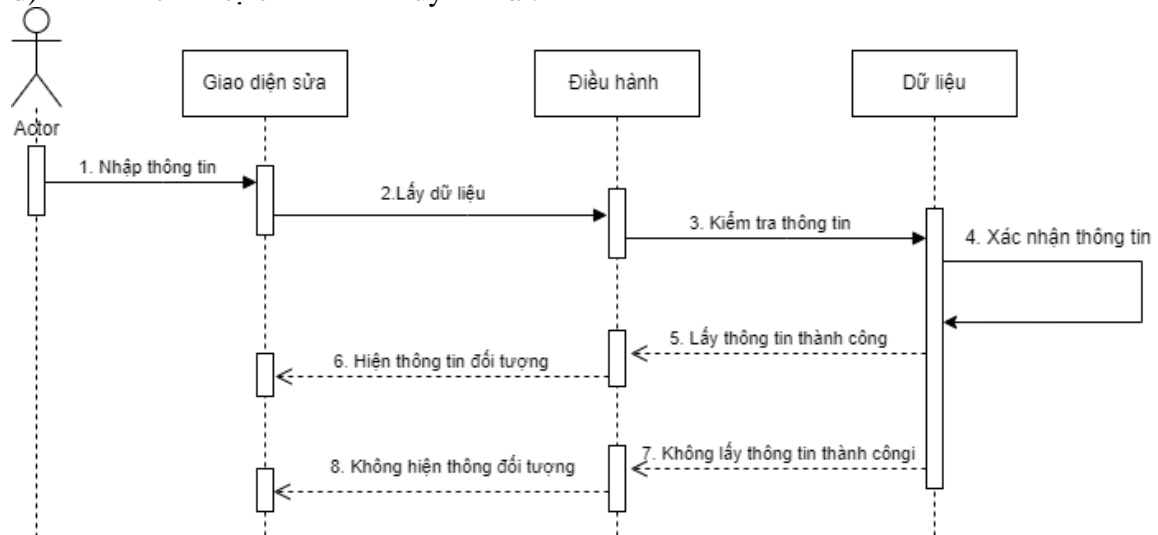 Giao diện sửa
Điều hành
Dữ liệu
Actor
1. Nhập thông tin
2.Lấy dữ liệu
3. Kiểm tra thông tin
4. Xác nhận thông tin
5. Lấy thông tin thành công
6. Hiện thông tin đối tượng
7. Không lấy thông tin thành côngi
8. Không hiện thông đối tượng